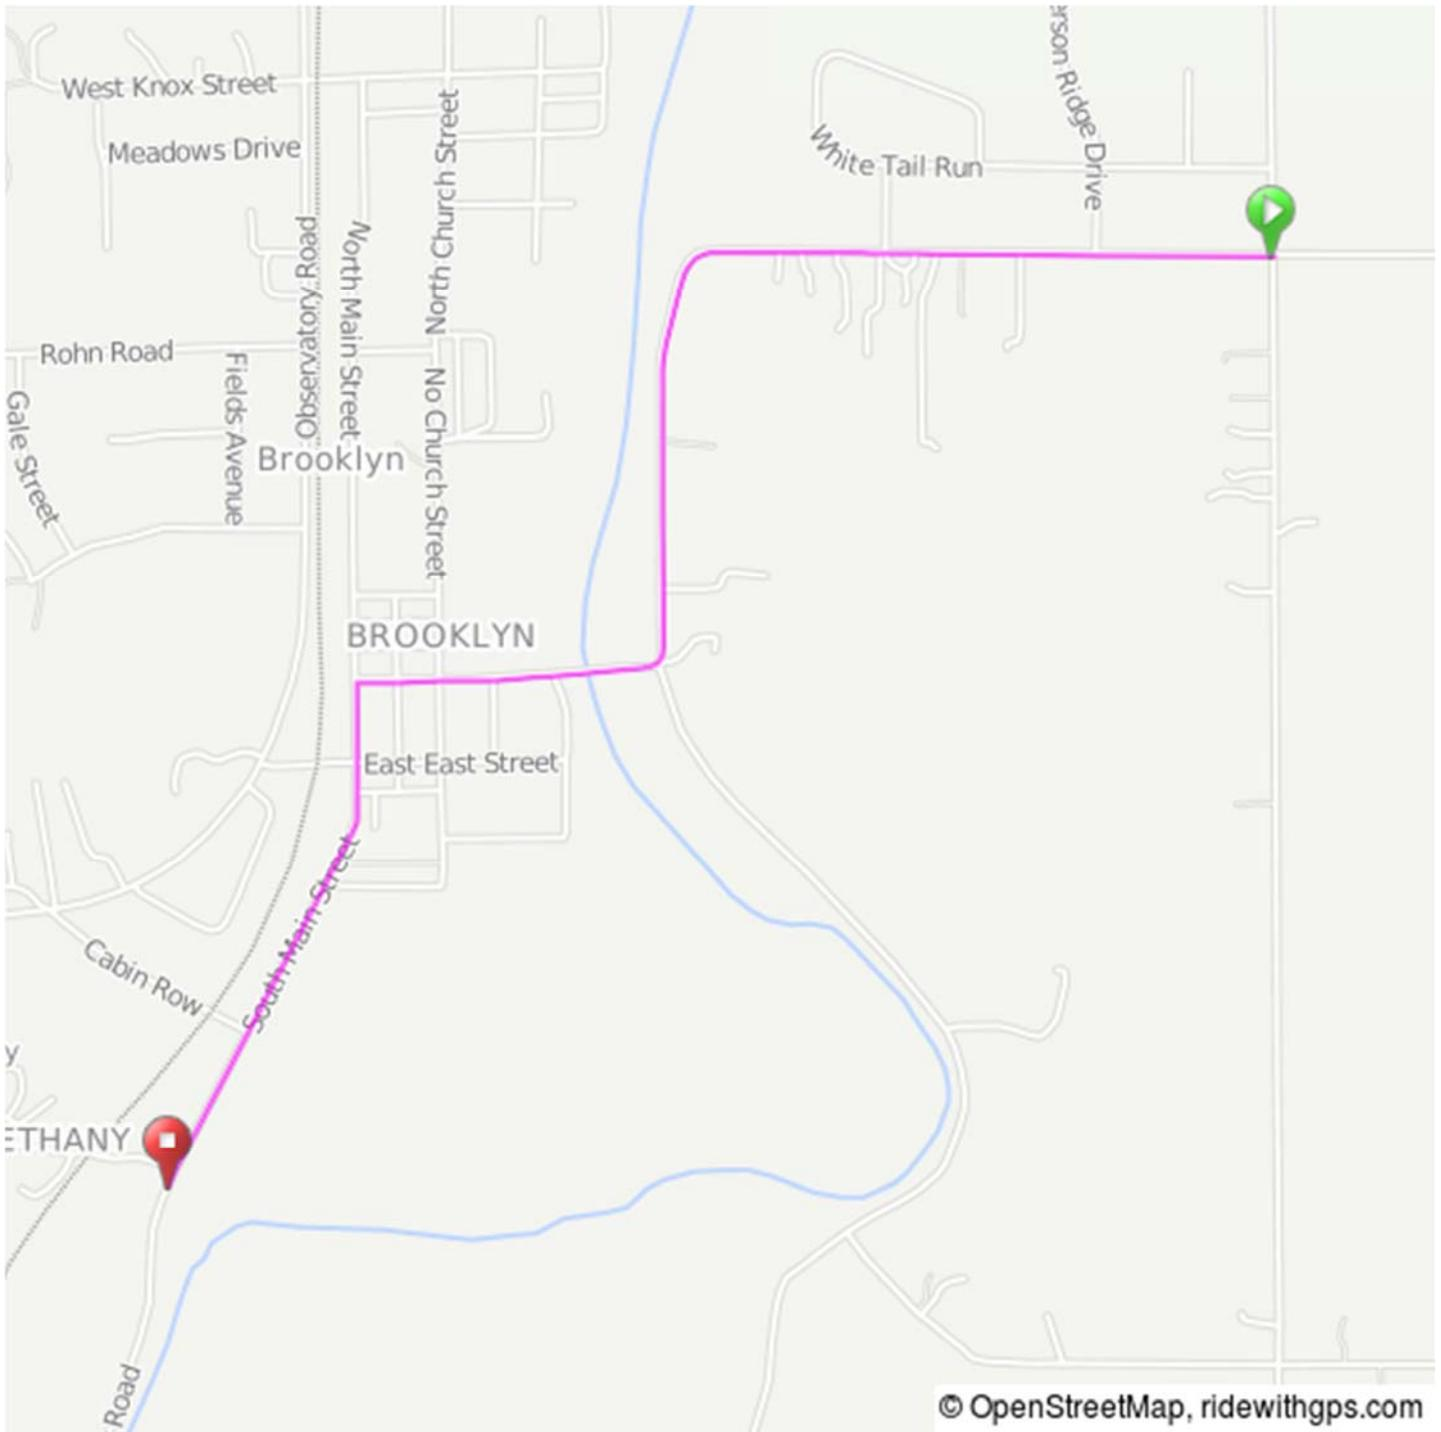 West Knox Street
Meadows Drive
North Church Street
White Tail Run
erson Ridge Drive
Observatory Road
North Main Street
Rohn Road
Fields Avenue
No Church Street
Gale Street
Brooklyn
BROOKLYN
East East Street
South Main Street
Cabin Row
y
ETHANY
Road
© OpenStreetMap, ridewithgps.com